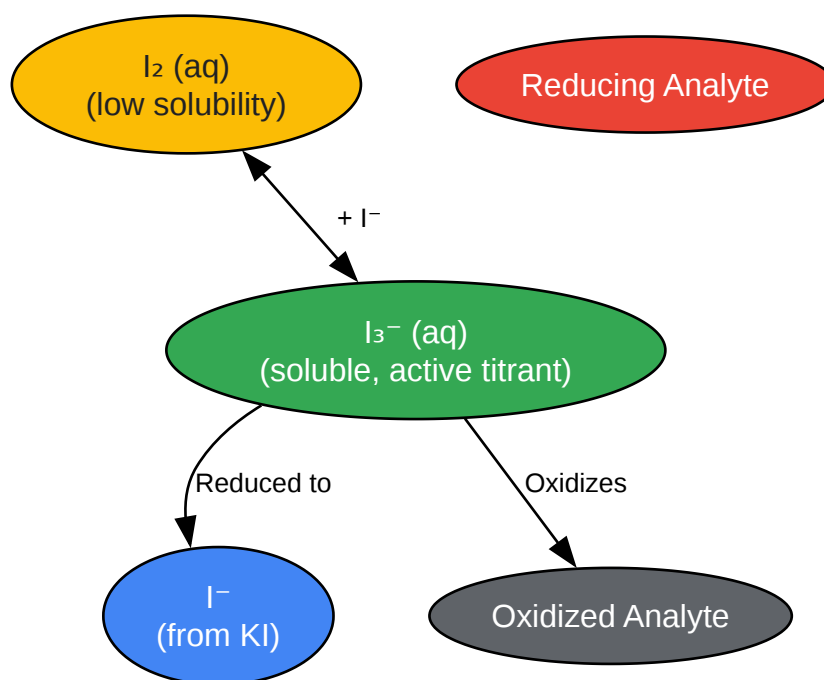 I₂ (aq)
(low solubility)
Reducing Analyte
+ I⁻
I₃⁻ (aq)
(soluble, active titrant)
Reduced to
Oxidizes
I⁻
(from KI)
Oxidized Analyte